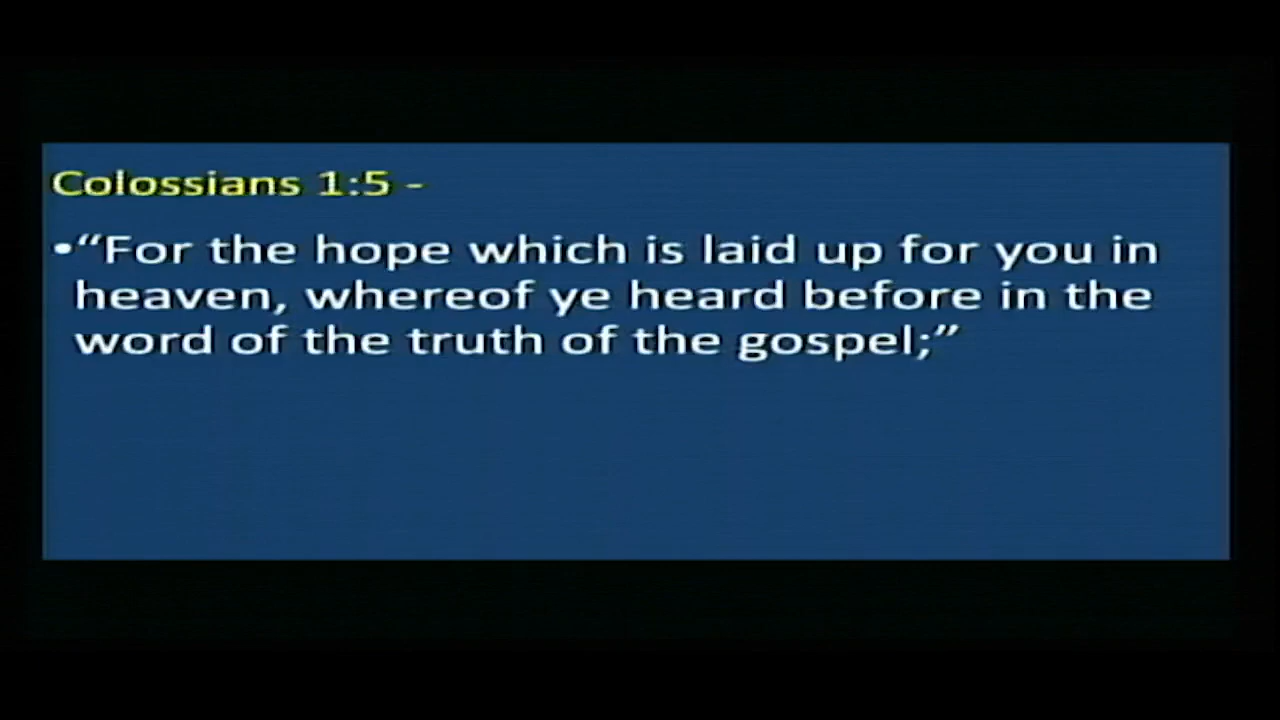 Colossians 1:5 -
•“For the hope which is laid up for you in
heaven, whereof ye heard before in the
word of the truth of the gospel;”